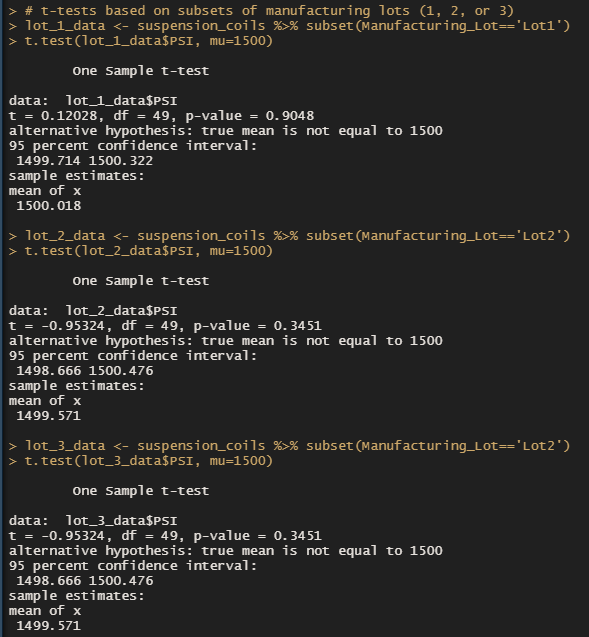 > # t-tests based on subsets of manufacturing lots (1, 2, or 3)
> lot_1_data <- suspension_coils %>% subset(Manufacturing_Lot=='Lot1')
> t.test(lot_1_data$PSI, mu=1500)
One Sample t-test
data:  lot_1_data$PSI
t = 0.12028, df = 49, p-value = 0.9048
alternative hypothesis: true mean is not equal to 1500
95 percent confidence interval:
1499.714 1500.322
sample estimates:
mean of x
1500.018
> lot_2_data <- suspension_coils %>% subset(Manufacturing_Lot=='Lot2')
> t.test(lot_2_data$PSI, mu=1500)
One Sample t-test
data:  lot_2_data$PSI
t = -0.95324, df = 49, p-value = 0.3451
alternative hypothesis: true mean is not equal to 1500
95 percent confidence interval:
1498.666 1500.476
sample estimates:
mean of x
1499.571
> lot_3_data <- suspension_coils %>% subset(Manufacturing_Lot=='Lot2')
> t.test(lot_3_data$PSI, mu=1500)
One Sample t-test
data:  lot_3_data$PSI
t = -0.95324, df = 49, p-value = 0.3451
alternative hypothesis: true mean is not equal to 1500
95 percent confidence interval:
1498.666 1500.476
sample estimates:
mean of x
1499.571